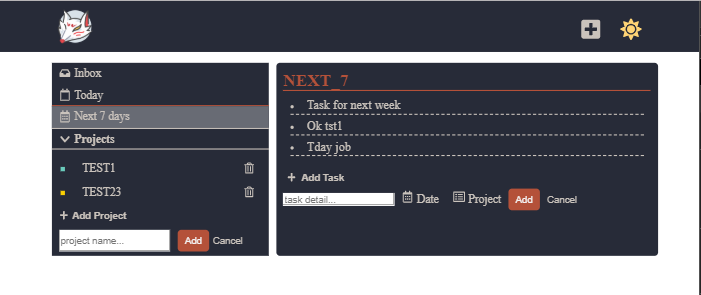 Inbox
Today
Next 7 days
Projects
TEST1
TEST23
+ Add Project
project name...
Add Cancel
NEXT_7
Task for next week
Ok tst1
Tday job
+ Add Task
task detail... Date Project Add Cancel